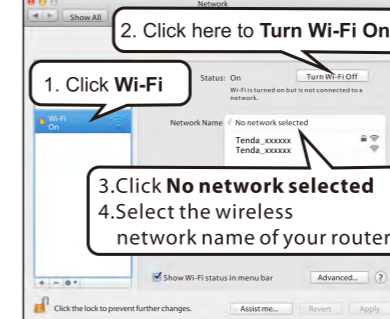 Network
Show All
2. Click here to Turn Wi-Fi On
1. Click Wi-Fi
Status: On
Turn Wi-Fi Off
Wi-Fi is turned on but is not connected to a
network.
Wi-Fi
On
Network Name
No network selected
Tenda_xxxxxx
Tenda_xxxxxx
3.Click No network selected
4.Select the wireless
network name of your router
+ −
Show Wi-Fi status in menu bar
Advanced... ?
Click the lock to prevent further changes.
Assist me...
Revert
Apply